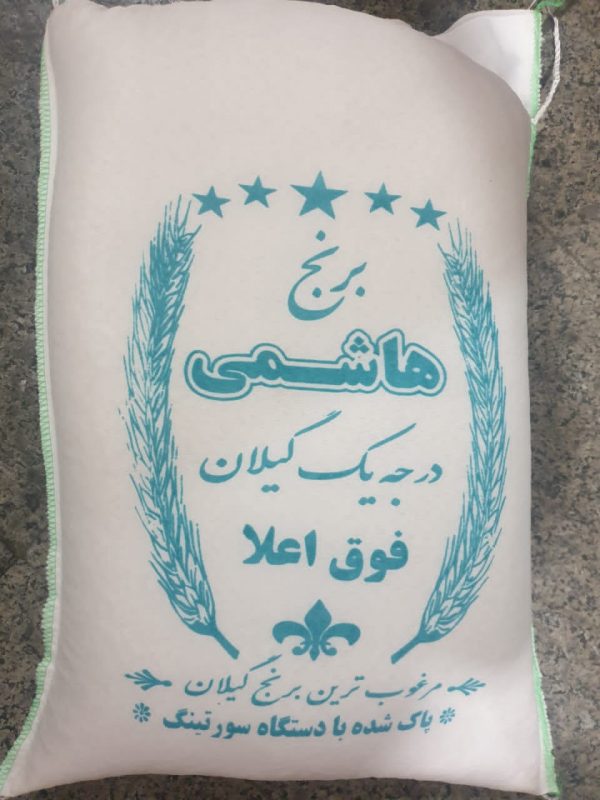 برنج
هاشمی
درجه یک گیلان
فوق اعلا
مرغوب ترین برنج گیلان
پاک شده با دستگاه سورتینگ